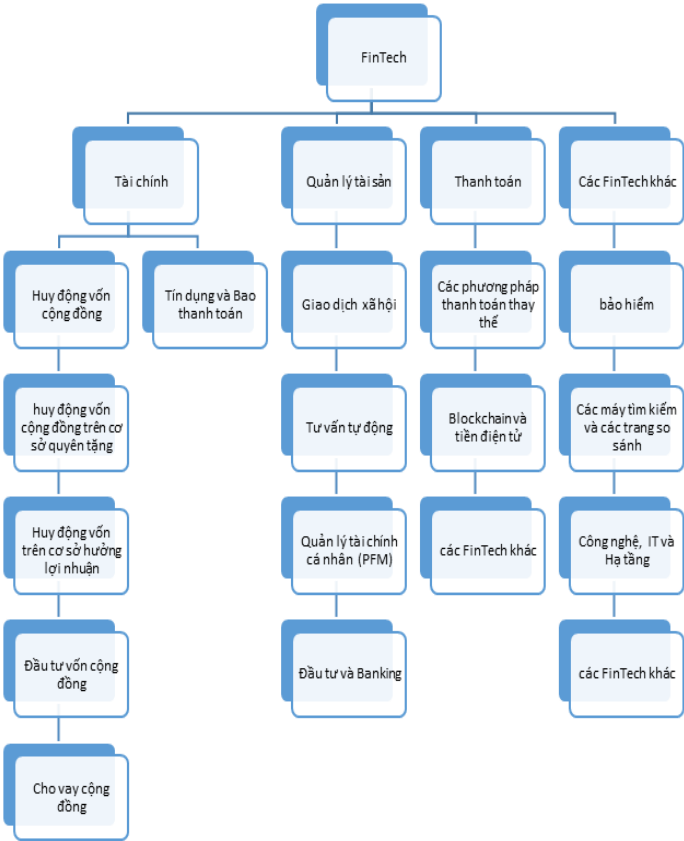 FinTech
Tài chính
Quản lý tài sản
Thanh toán
Các FinTech khác
Huy động vốn
cộng đồng
Tín dụng và Bao
thanh toán
Giao dịch xã hội
Các phương pháp
thanh toán thay
thế
bảo hiểm
huy động vốn
cộng đồng trên cơ
sở quyên tặng
Tư vấn tự động
Blockchain và
tiền điện tử
Các máy tìm kiếm
và các trang so
sánh
Huy động vốn
trên cơ sở hưởng
lợi nhuận
Quản lý tài chính
cá nhân (PFM)
các FinTech khác
Công nghệ, IT và
Hạ tầng
Đầu tư vốn cộng
đồng
Đầu tư và Banking
các FinTech khác
Cho vay cộng
đồng